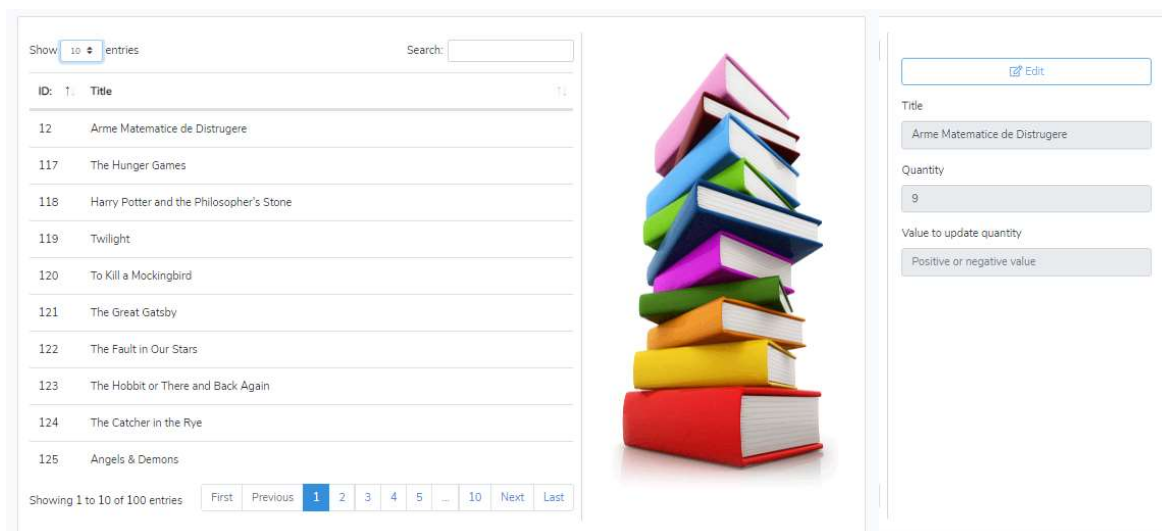 Show 10 entries
Search:
ID: Title
12 Arme Matematice de Distrugere
117 The Hunger Games
118 Harry Potter and the Philosopher's Stone
119 Twilight
120 To Kill a Mockingbird
121 The Great Gatsby
122 The Fault in Our Stars
123 The Hobbit or There and Back Again
124 The Catcher in the Rye
125 Angels & Demons
Showing 1 to 10 of 100 entries First Previous 1 2 3 4 5 ... 10 Next Last
Edit
Title
Arme Matematice de Distrugere
Quantity
9
Value to update quantity
Positive or negative value